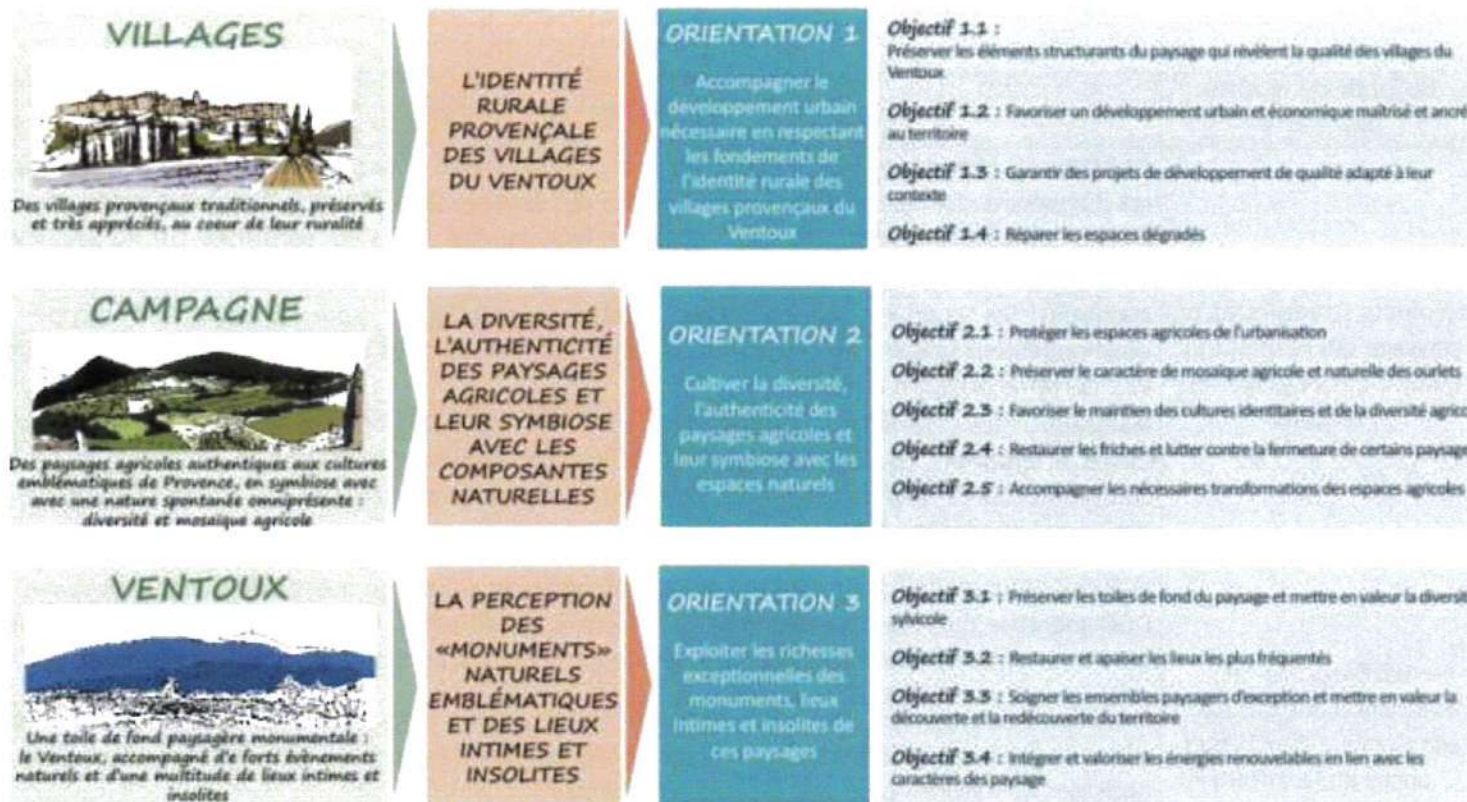 VILLAGES
Des villages provençaux traditionnels, préservés
et très appréciés, au coeur de leur ruralité
L'IDENTITÉ
RURALE
PROVENÇALE
DES VILLAGES
DU VENTOUX
ORIENTATION 1
Accompagner le
développement urbain
nécessaire en respectant
les fondements de
l'identité rurale des
villages provençaux du
Ventoux
Objectif 1.1 :
Préserver les éléments structurants du paysage qui révèlent la qualité des villages du
Ventoux
Objectif 1.2 : Favoriser un développement urbain et économique maîtrisé et ancré
au territoire
Objectif 1.3 : Garantir des projets de développement de qualité adapté à leur
contexte
Objectif 1.4 : Réparer les espaces dégradés
CAMPAGNE
Des paysages agricoles authentiques aux cultures
emblématiques de Provence, en symbiose avec
avec une nature spontanée omniprésente :
diversité et mosaïque agricole
LA DIVERSITÉ,
L'AUTHENTICITÉ
DES PAYSAGES
AGRICOLES ET
LEUR SYMBIOSE
AVEC LES
COMPOSANTES
NATURELLES
ORIENTATION 2
Cultiver la diversité,
l'authenticité des
paysages agricoles et
leur symbiose avec les
espaces naturels
Objectif 2.1 : Protéger les espaces agricoles de l'urbanisation
Objectif 2.2 : Préserver le caractère de mosaïque agricole et naturelle des ourlets
Objectif 2.3 : Favoriser le maintien des cultures identitaires et de la diversité agrico
Objectif 2.4 : Restaurer les friches et lutter contre la fermeture de certains paysage
Objectif 2.5 : Accompagner les nécessaires transformations des espaces agricoles
VENTOUX
Une toile de fond paysagère monumentale :
le Ventoux, accompagné d'e forts évènements
naturels et d'une multitude de lieux intimes et
insolites
LA PERCEPTION
DES
«MONUMENTS»
NATURELS
EMBLÉMATIQUES
ET DES LIEUX
INTIMES ET
INSOLITES
ORIENTATION 3
Exploiter les richesses
exceptionnelles des
monuments, lieux
intimes et insolites de
ces paysages
Objectif 3.1 : Préserver les toiles de fond du paysage et mettre en valeur la diversit
sylvicole
Objectif 3.2 : Restaurer et apaiser les lieux les plus fréquentés
Objectif 3.3 : Soigner les ensembles paysagers d'exception et mettre en valeur la
découverte et la redécouverte du territoire
Objectif 3.4 : Intégrer et valoriser les énergies renouvelables en lien avec les
caractères des paysage